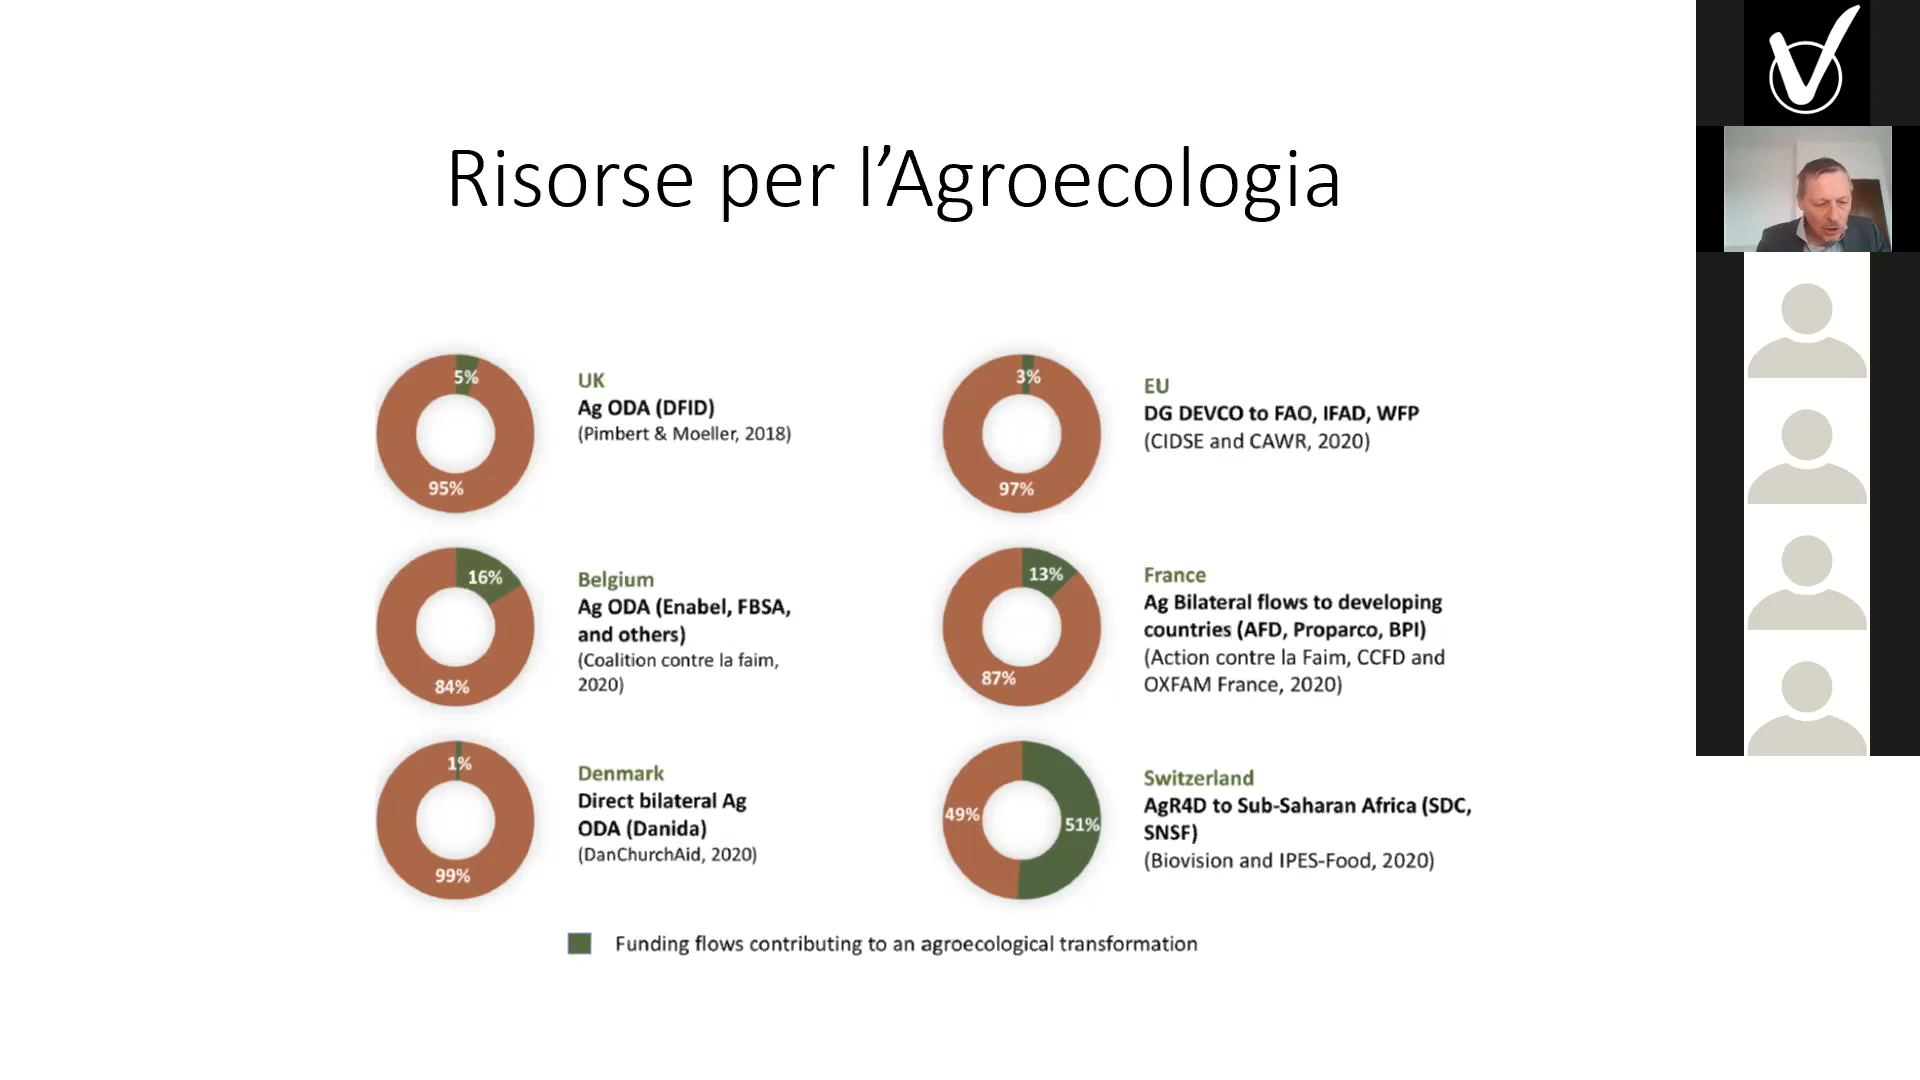 Risorse per l’Agroecologia
5%
95%
UK
Ag ODA (DFID)
(Pimbert & Moeller, 2018)
3%
97%
EU
DG DEVCO to FAO, IFAD, WFP
(CIDSE and CAWR, 2020)
16%
84%
Belgium
Ag ODA (Enabel, FBSA,
and others)
(Coalition contre la faim,
2020)
13%
87%
France
Ag Bilateral flows to developing
countries (AFD, Proparco, BPI)
(Action contre la Faim, CCFD and
OXFAM France, 2020)
1%
99%
Denmark
Direct bilateral Ag
ODA (Danida)
(DanChurchAid, 2020)
49%
51%
Switzerland
AgR4D to Sub-Saharan Africa (SDC,
SNSF)
(Biovision and IPES-Food, 2020)
Funding flows contributing to an agroecological transformation